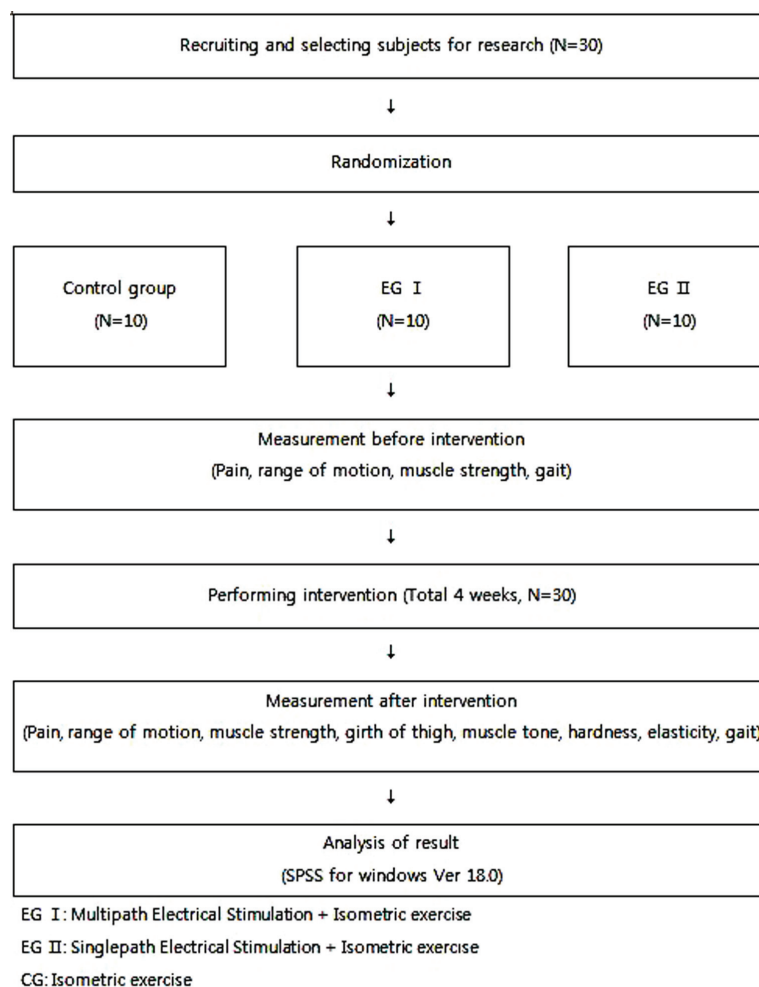 Recruiting and selecting subjects for research (N=30)
↓
Randomization
↓
Control group
(N=10)
EG Ⅰ
(N=10)
EG Ⅱ
(N=10)
↓
Measurement before intervention
(Pain, range of motion, muscle strength, gait)
↓
Performing intervention (Total 4 weeks, N=30)
↓
Measurement after intervention
(Pain, range of motion, muscle strength, girth of thigh, muscle tone, hardness, elasticity, gait)
↓
Analysis of result
(SPSS for windows Ver 18.0)
EG Ⅰ: Multipath Electrical Stimulation + Isometric exercise
EG Ⅱ: Singlepath Electrical Stimulation + Isometric exercise
CG: Isometric exercise